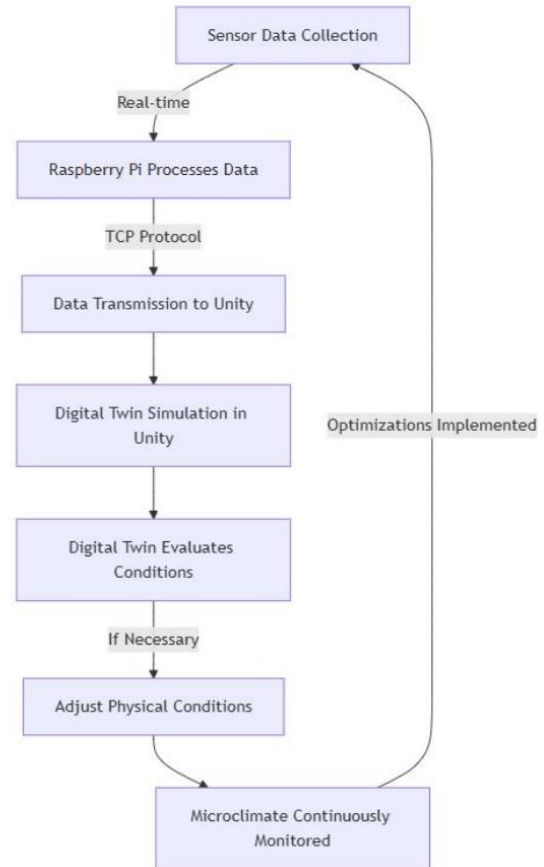 Sensor Data Collection
Real-time
Raspberry Pi Processes Data
TCP Protocol
Data Transmission to Unity
Digital Twin Simulation in
Unity
Optimizations Implemented
Digital Twin Evaluates
Conditions
If Necessary
Adjust Physical Conditions
Microclimate Continuously
Monitored